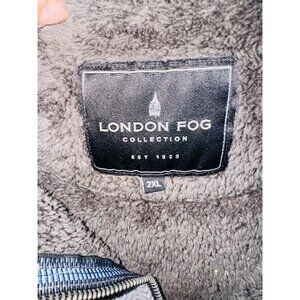 LONDON FOG
COLLECTION
EST 1923
2XL